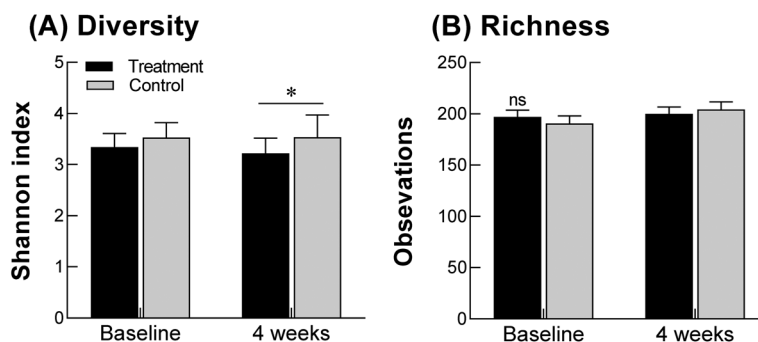 (A) Diversity
5
4
3
2
1
0
Shannon index
Treatment
Control
*
Baseline
4 weeks
(B) Richness
250
200
150
200
50
0
Obsevations
ns
Baseline
4 weeks